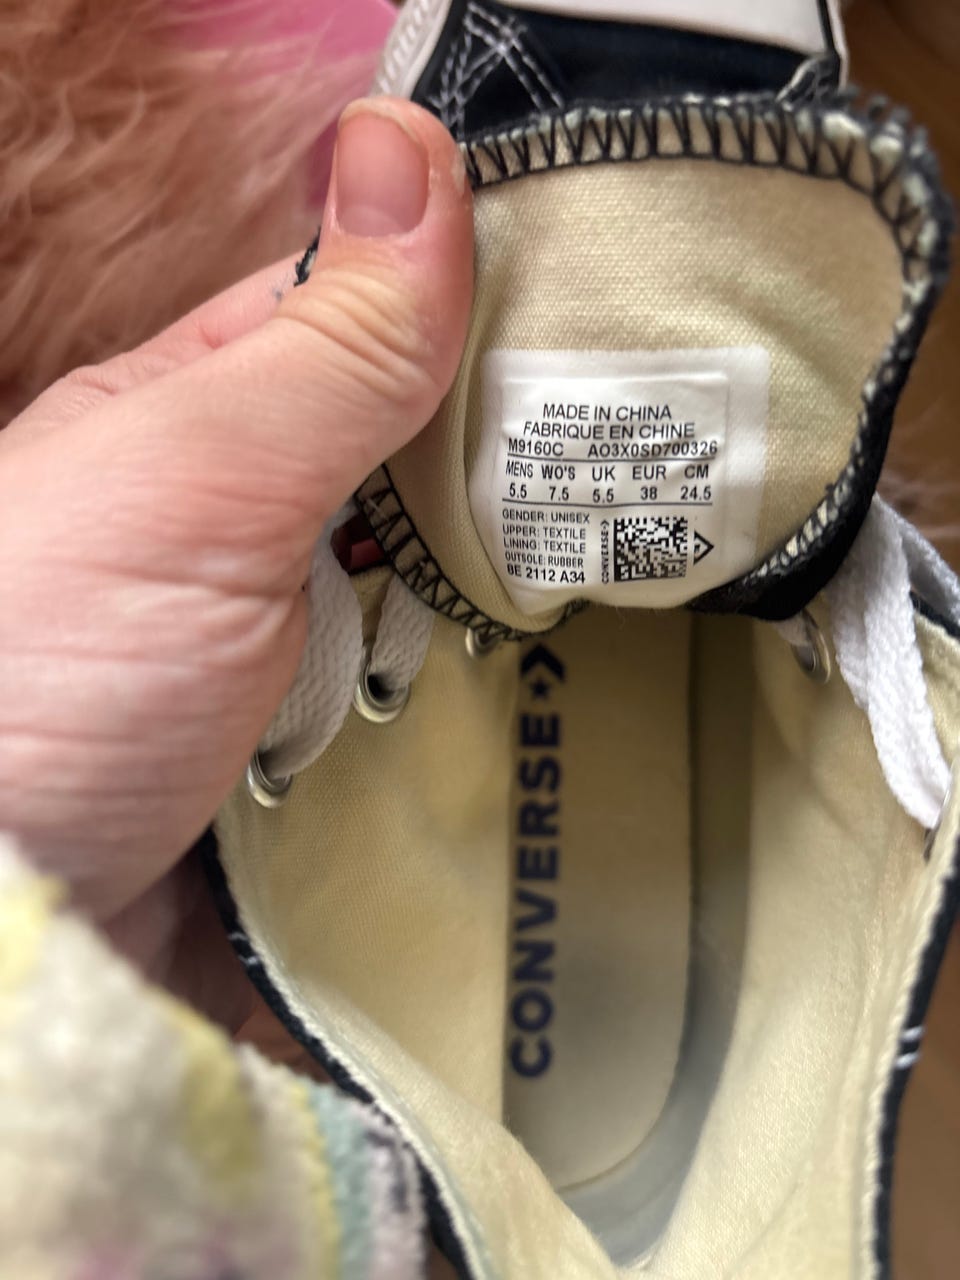 MADE IN CHINA
FABRIQUE EN CHINE
M9160C AO3X0SD700326
MENS WO'S UK EUR CM
5.5 7.5 5.5 38 24.5
GENDER: UNISEX
UPPER: TEXTILE
LINING: TEXTILE
OUTSOLE: RUBBER
BE 2112 A34
CONVERSE
CONVERSE